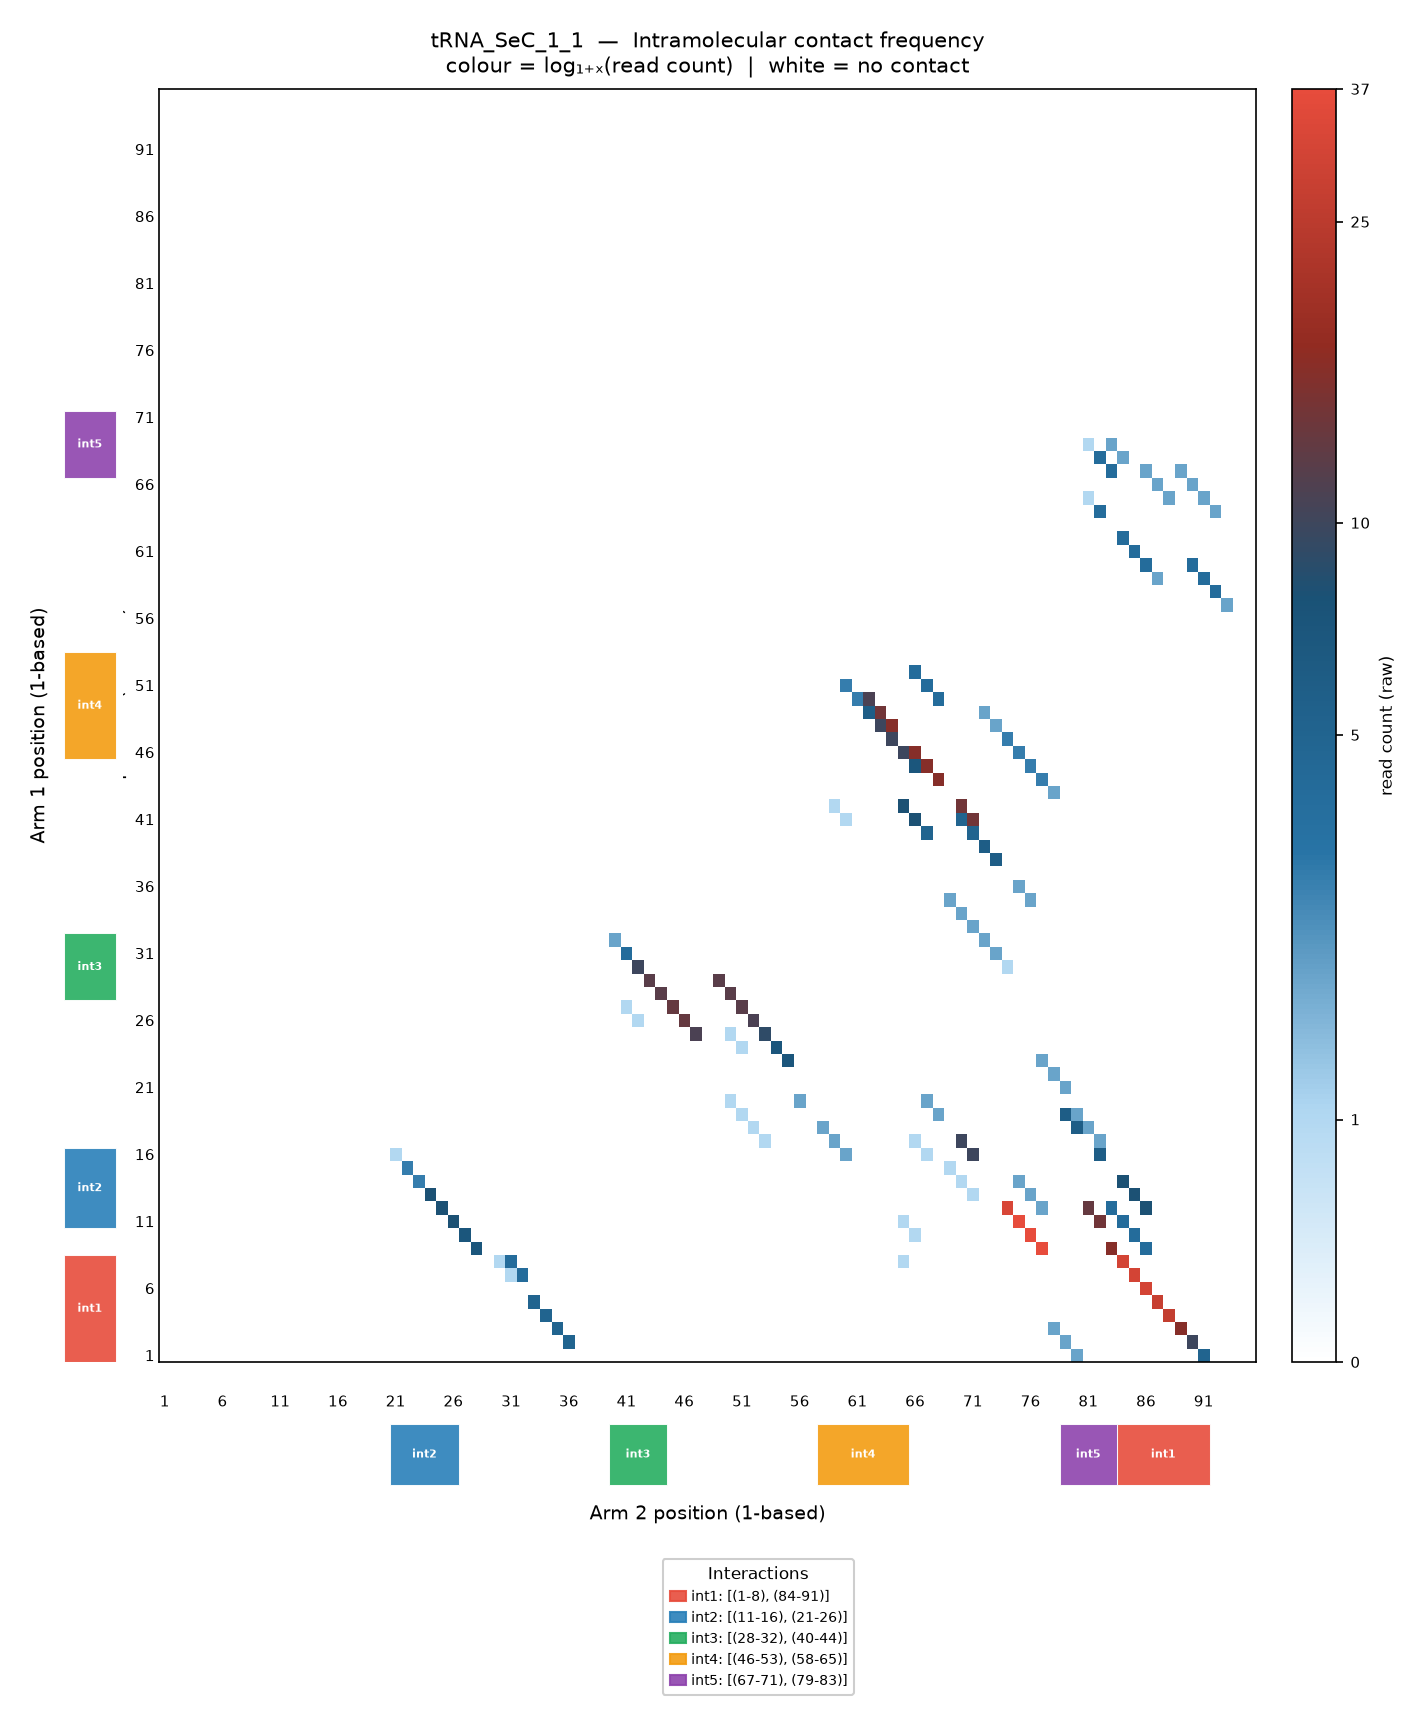 tRNA_SeC_1_1 — Intramolecular contact frequency
colour = log₁₊ₓ(read count) | white = no contact
91
86
81
76
71
66
61
56
51
46
41
36
31
26
21
16
11
6
1
int5
int4
int3
int2
int1
Arm 1 position (1-based)
1 6 11 16 21 26 31 36 41 46 51 56 61 66 71 76 81 86 91
int2 int3 int4 int5 int1
Arm 2 position (1-based)
37
25
10
5
1
0
read count (raw)
Interactions
int1: [(1-8), (84-91)]
int2: [(11-16), (21-26)]
int3: [(28-32), (40-44)]
int4: [(46-53), (58-65)]
int5: [(67-71), (79-83)]